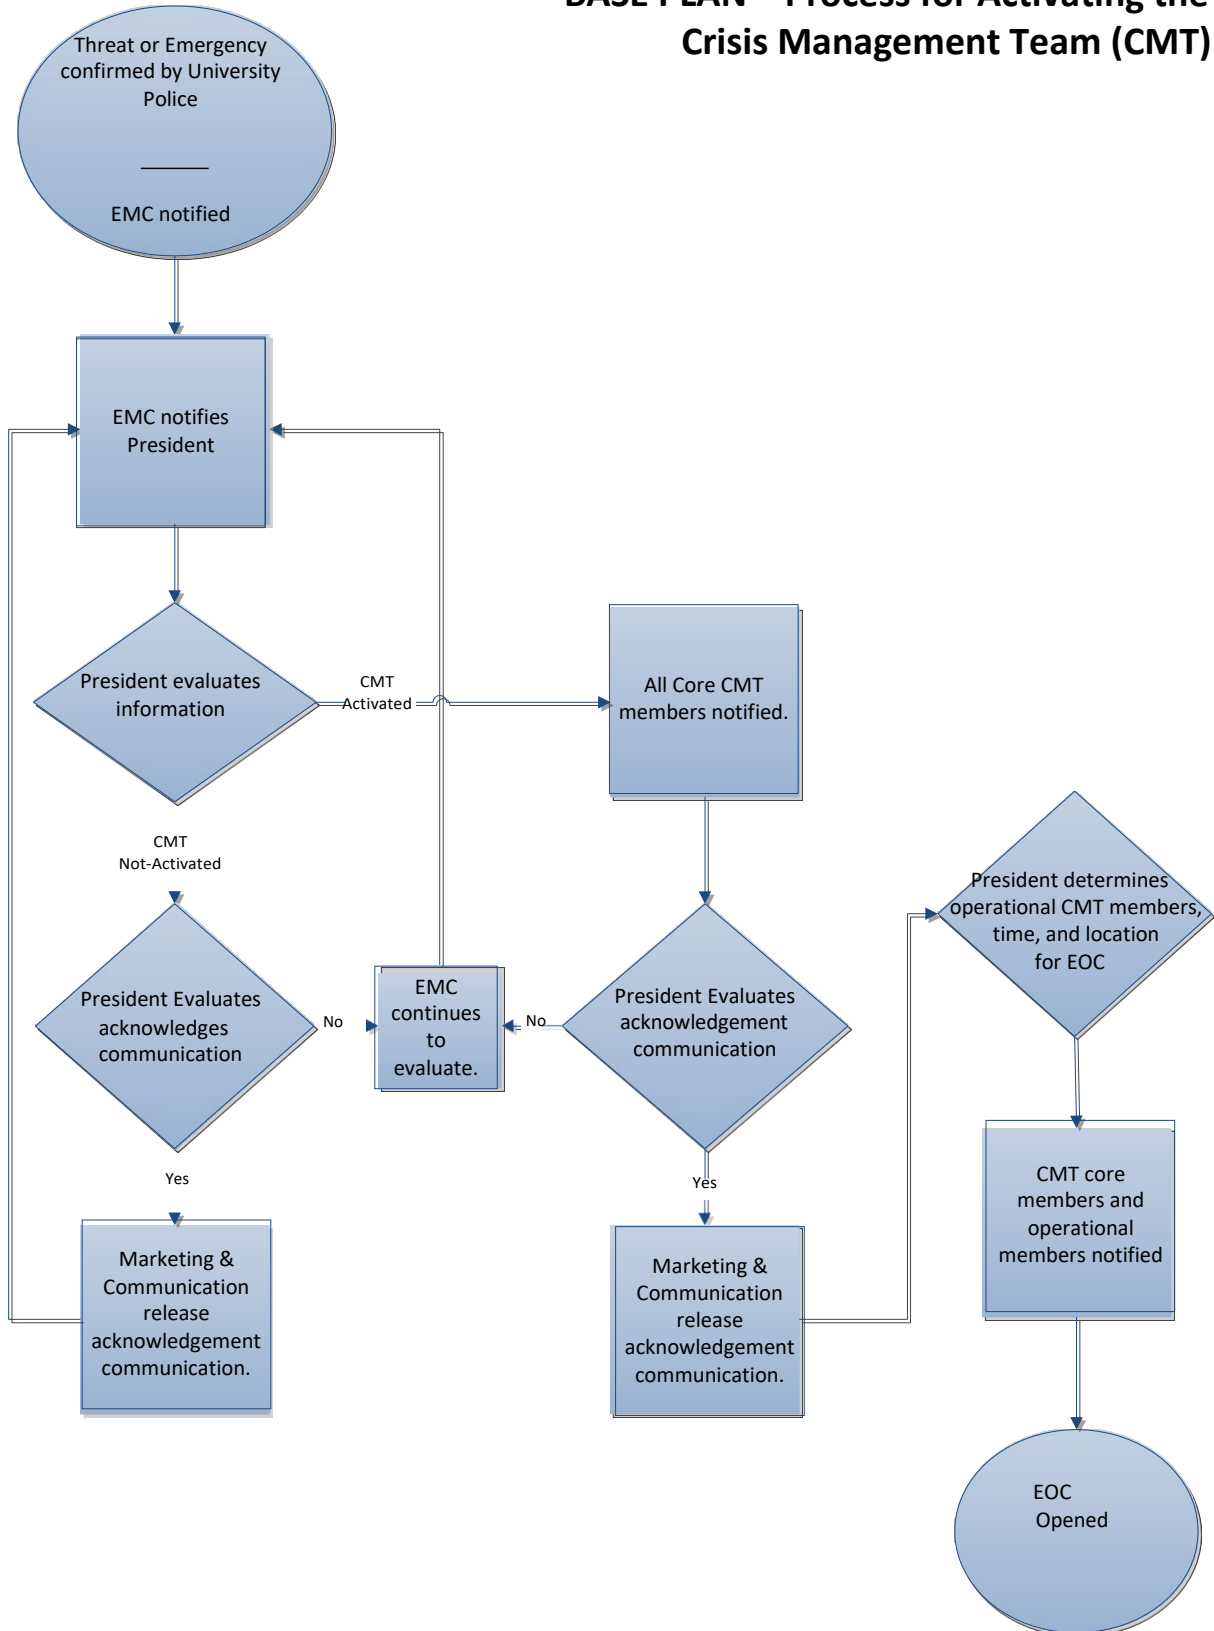 BASE PLAN – Process for Activating the
Crisis Management Team (CMT)
Threat or Emergency
confirmed by University
Police
EMC notified
EMC notifies
President
President evaluates
information
CMT
Activated
All Core CMT
members notified.
CMT
Not-Activated
President determines
operational CMT members,
time, and location
for EOC
President Evaluates
acknowledges
communication
No
EMC
continues
to
evaluate.
No
President Evaluates
acknowledgement
communication
Yes
Yes
CMT core
members and
operational
members notified
Marketing &
Communication
release
acknowledgement
communication.
Marketing &
Communication
release
acknowledgement
communication.
EOC
Opened